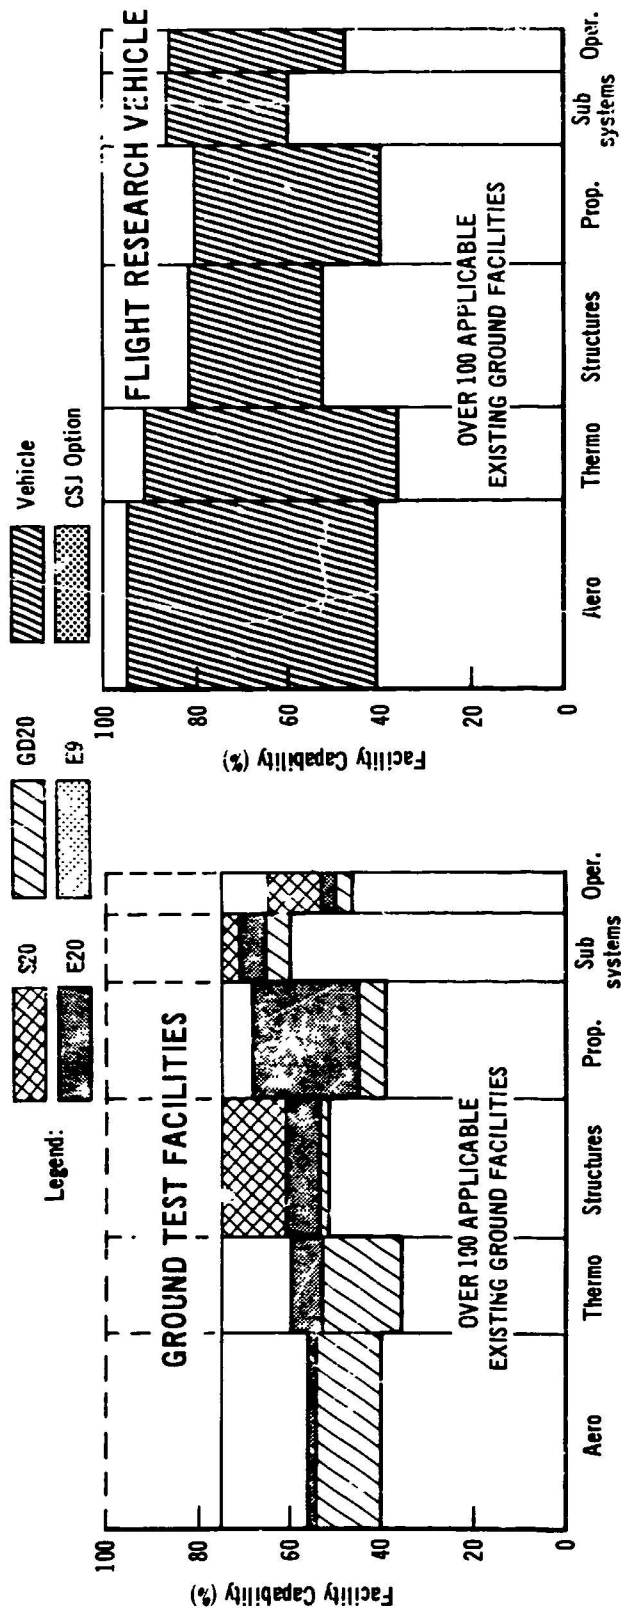 Legend:
S20
GD20
Vehicle
E20
E9
CSJ Option
GROUND TEST FACILITIES
Facility Capability (%)
100
80
60
40
20
0
OVER 100 APPLICABLE
EXISTING GROUND FACILITIES
Aero
Thermo
Structures
Prop.
Sub
systems
Oper.
FLIGHT RESEARCH VEHICLE
Facility Capability (%)
100
80
60
40
20
0
OVER 100 APPLICABLE
EXISTING GROUND FACILITIES
Aero
Thermo
Structures
Prop.
Sub
systems
Oper.